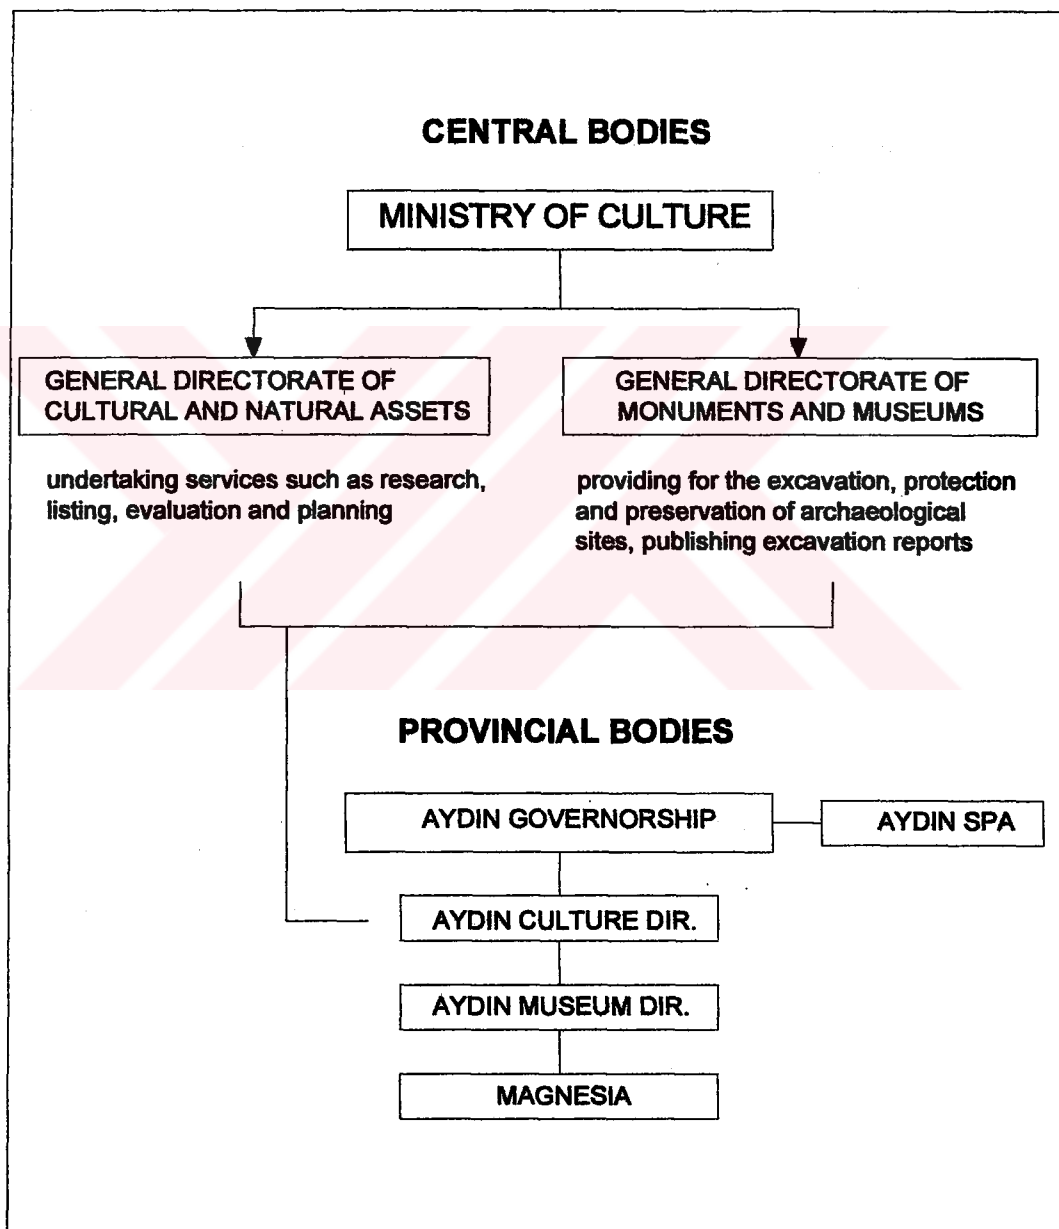 CENTRAL BODIES
MINISTRY OF CULTURE
GENERAL DIRECTORATE OF
CULTURAL AND NATURAL ASSETS
undertaking services such as research,
listing, evaluation and planning
GENERAL DIRECTORATE OF
MONUMENTS AND MUSEUMS
providing for the excavation, protection
and preservation of archaeological
sites, publishing excavation reports
PROVINCIAL BODIES
AYDIN GOVERNORSHIP
AYDIN SPA
AYDIN CULTURE DIR.
AYDIN MUSEUM DIR.
MAGNESIA